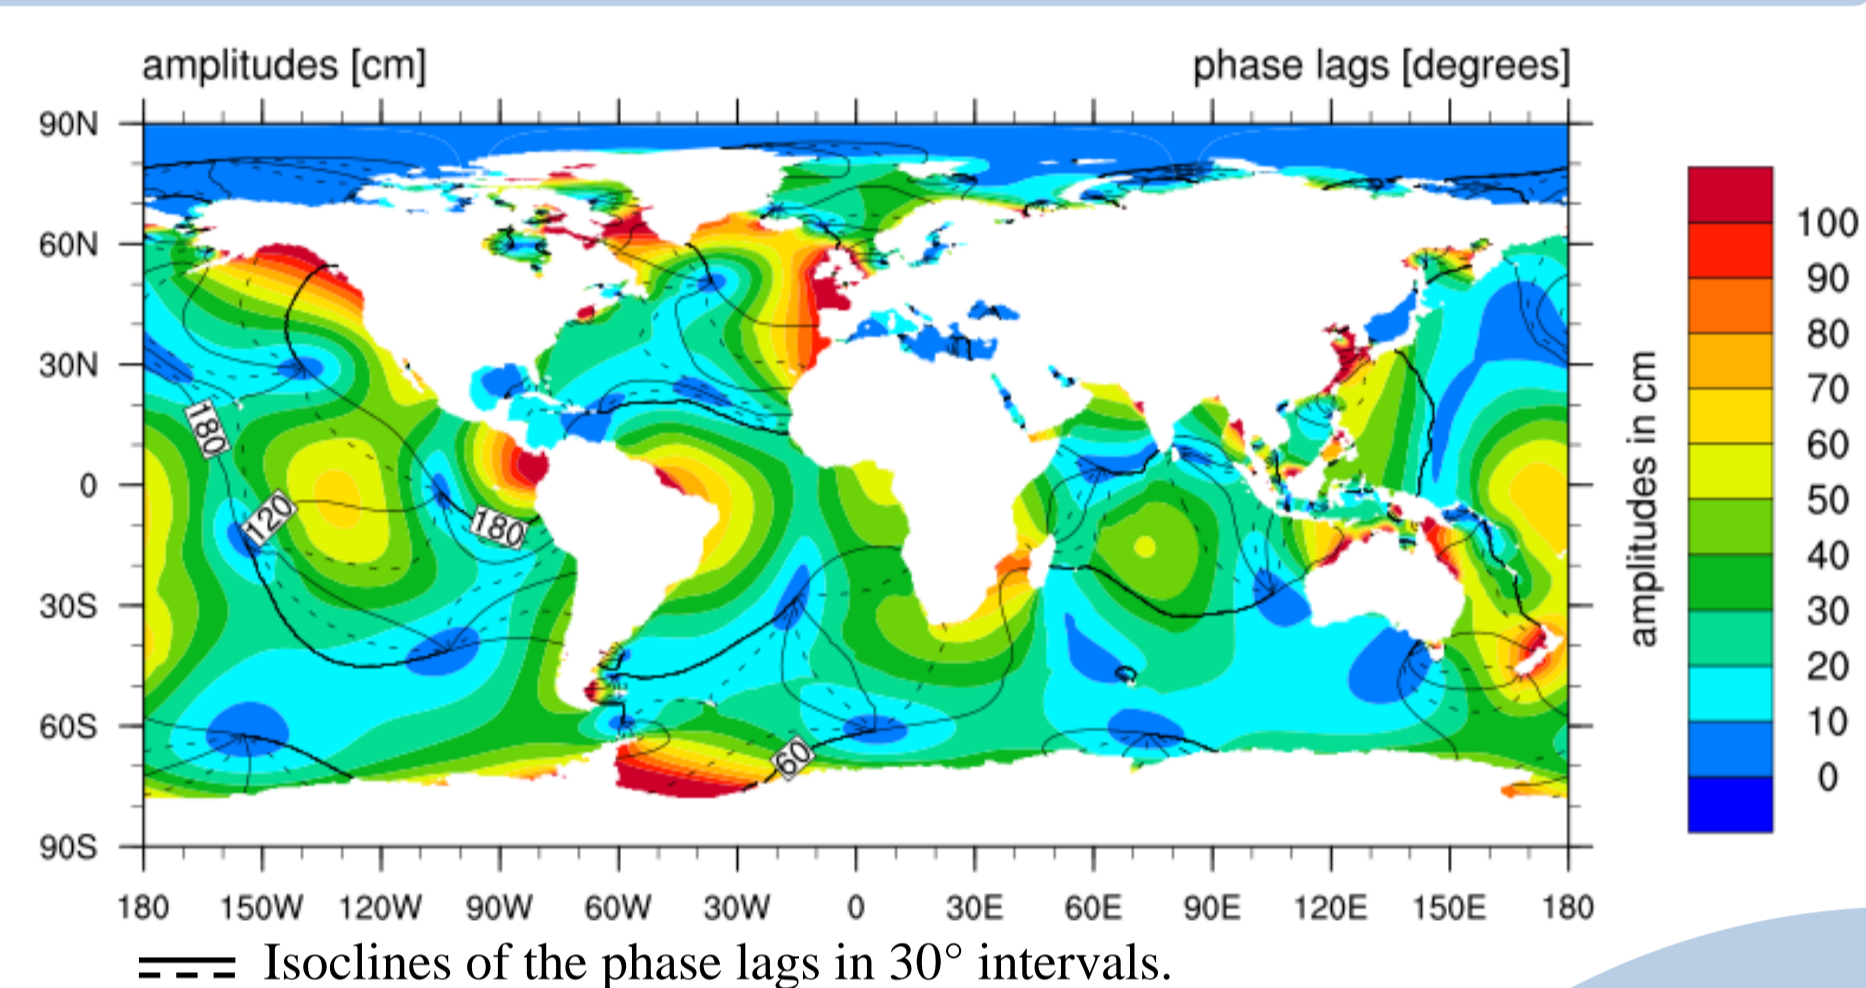 amplitudes [cm] phase lags [degrees]
90N
60N
30N
0
30S
60S
90S
180
120
180
60
180 150W 120W 90W 60W 30W 0 30E 60E 90E 120E 150E 180
100
90
80
70
60
50
40
30
20
10
0
amplitudes in cm
Isoclines of the phase lags in 30° intervals.